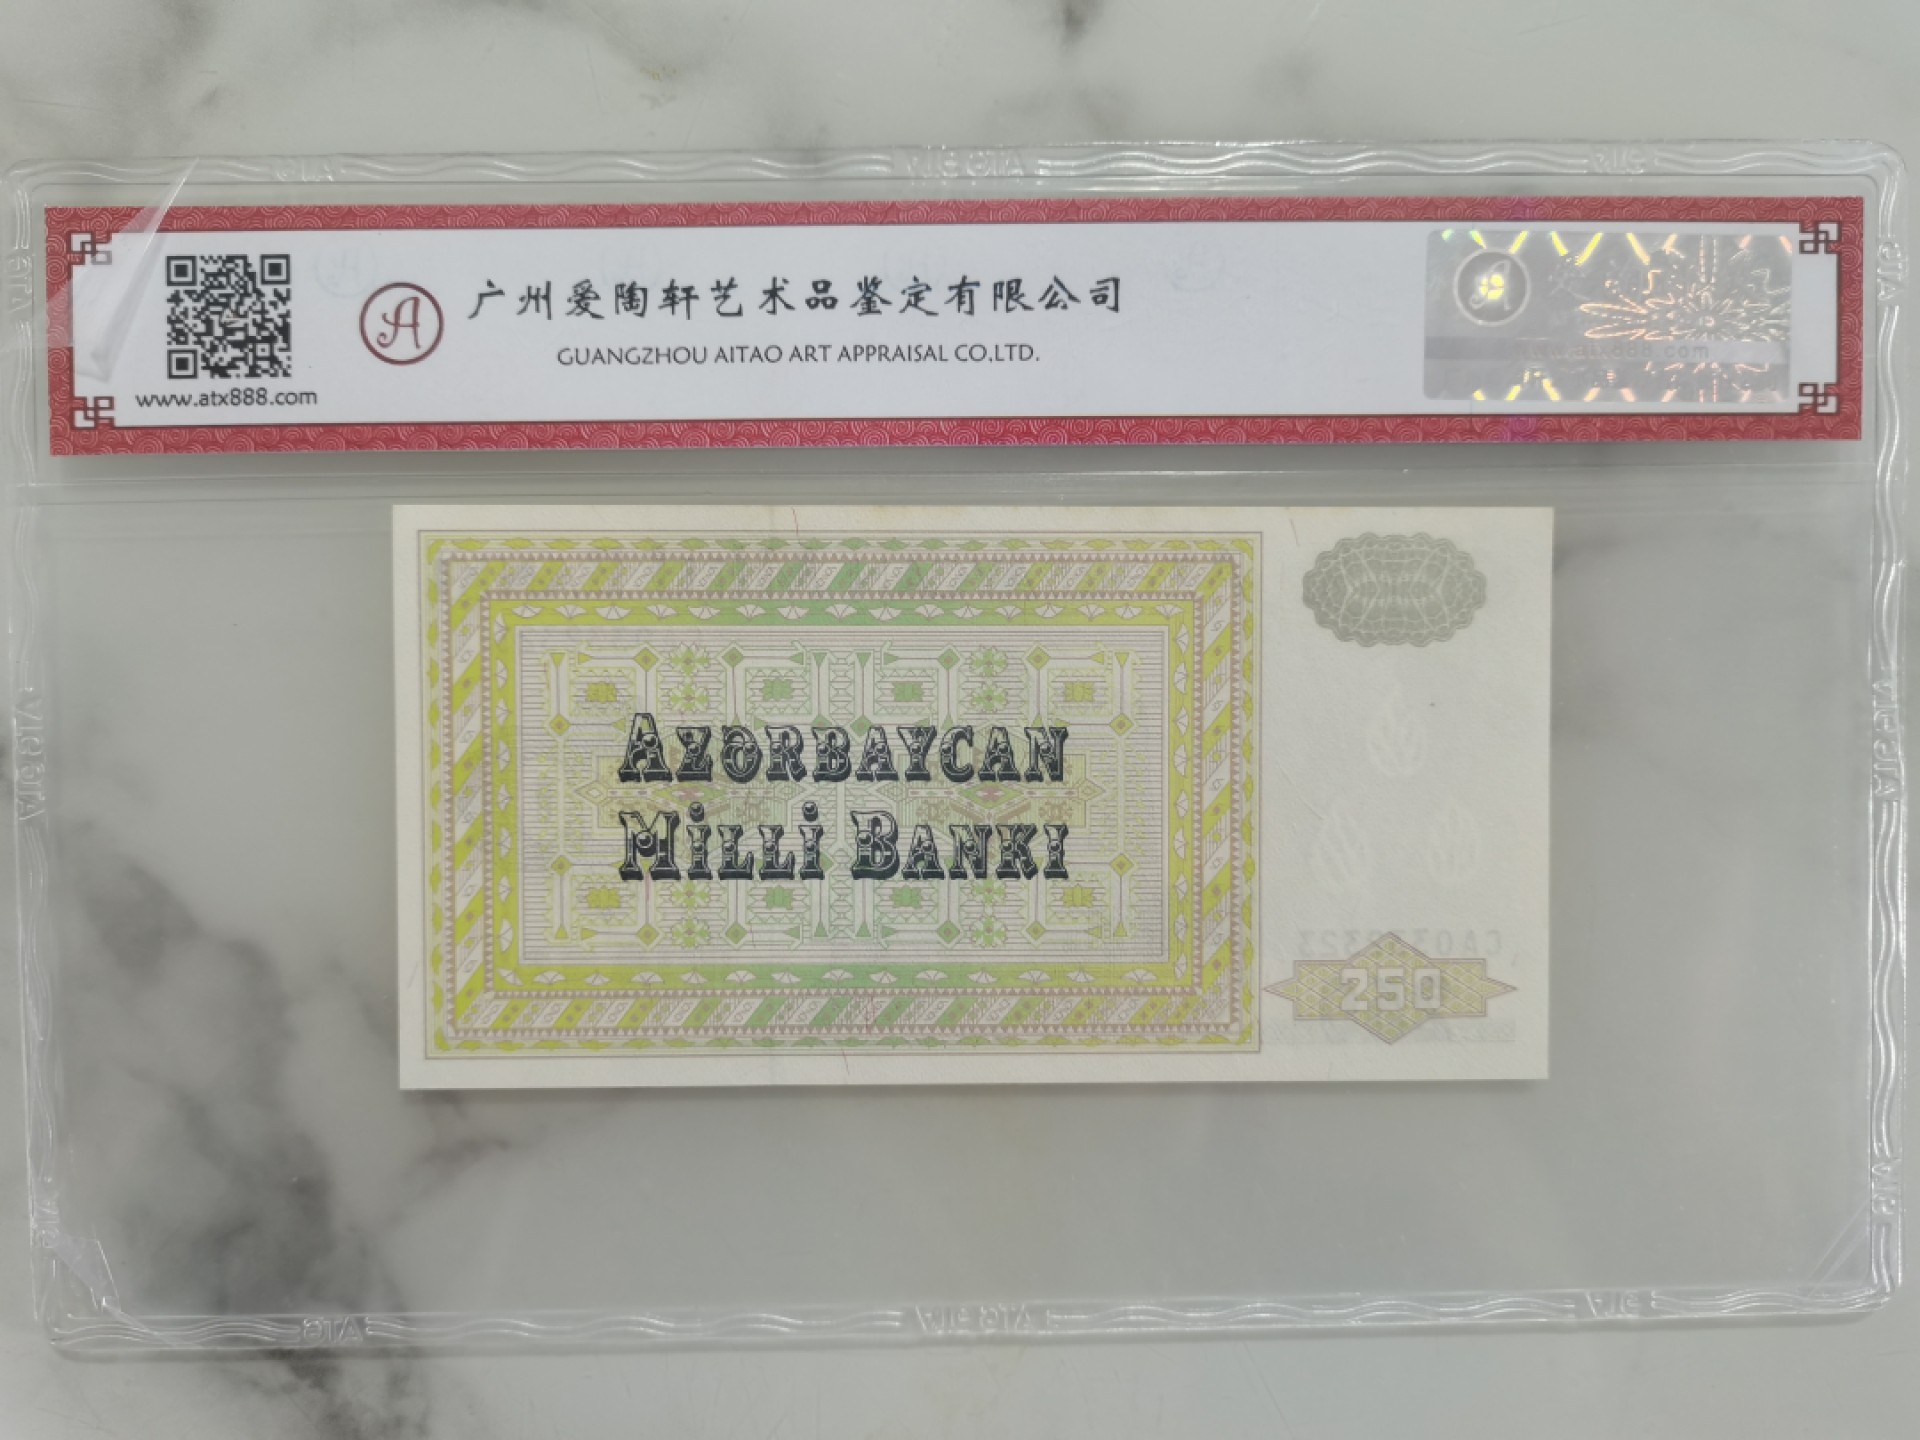 广州爱陶轩艺术品鉴定有限公司
GUANGZHOU AITAO ART APPRAISAL CO.,LTD.
www.atx888.com
AZƏRBAYCAN
MİLLİ BANKI
250